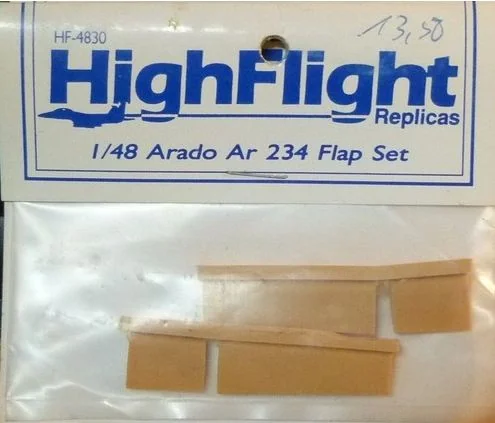 HF-4830
13,50
HighFlight
Replicas
1/48 Arado Ar 234 Flap Set